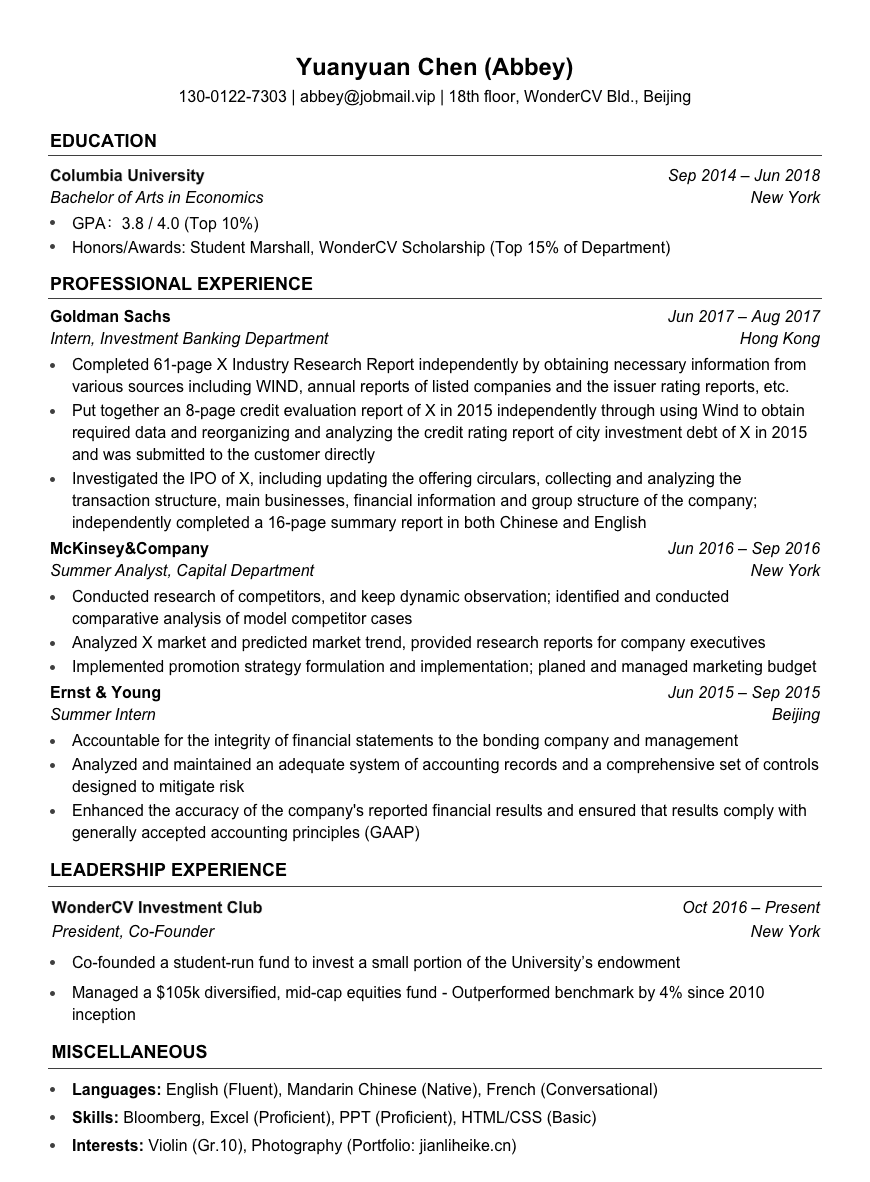 Yuanyuan Chen (Abbey)
130-0122-7303 | abbey@jobmail.vip | 18th floor, WonderCV Bld., Beijing
EDUCATION
Columbia University Sep 2014 – Jun 2018
Bachelor of Arts in Economics New York
• GPA： 3.8 / 4.0 (Top 10%)
• Honors/Awards: Student Marshall, WonderCV Scholarship (Top 15% of Department)
PROFESSIONAL EXPERIENCE
Goldman Sachs Jun 2017 – Aug 2017
Intern, Investment Banking Department Hong Kong
• Completed 61-page X Industry Research Report independently by obtaining necessary information from
various sources including WIND, annual reports of listed companies and the issuer rating reports, etc.
• Put together an 8-page credit evaluation report of X in 2015 independently through using Wind to obtain
required data and reorganizing and analyzing the credit rating report of city investment debt of X in 2015
and was submitted to the customer directly
• Investigated the IPO of X, including updating the offering circulars, collecting and analyzing the
transaction structure, main businesses, financial information and group structure of the company;
independently completed a 16-page summary report in both Chinese and English
McKinsey&Company Jun 2016 – Sep 2016
Summer Analyst, Capital Department New York
• Conducted research of competitors, and keep dynamic observation; identified and conducted
comparative analysis of model competitor cases
• Analyzed X market and predicted market trend, provided research reports for company executives
• Implemented promotion strategy formulation and implementation; planed and managed marketing budget
Ernst & Young Jun 2015 – Sep 2015
Summer Intern Beijing
• Accountable for the integrity of financial statements to the bonding company and management
• Analyzed and maintained an adequate system of accounting records and a comprehensive set of controls
designed to mitigate risk
• Enhanced the accuracy of the company's reported financial results and ensured that results comply with
generally accepted accounting principles (GAAP)
LEADERSHIP EXPERIENCE
WonderCV Investment Club Oct 2016 – Present
President, Co-Founder New York
• Co-founded a student-run fund to invest a small portion of the University’s endowment
• Managed a $105k diversified, mid-cap equities fund - Outperformed benchmark by 4% since 2010
inception
MISCELLANEOUS
• Languages: English (Fluent), Mandarin Chinese (Native), French (Conversational)
• Skills: Bloomberg, Excel (Proficient), PPT (Proficient), HTML/CSS (Basic)
• Interests: Violin (Gr.10), Photography (Portfolio: jianliheike.cn)